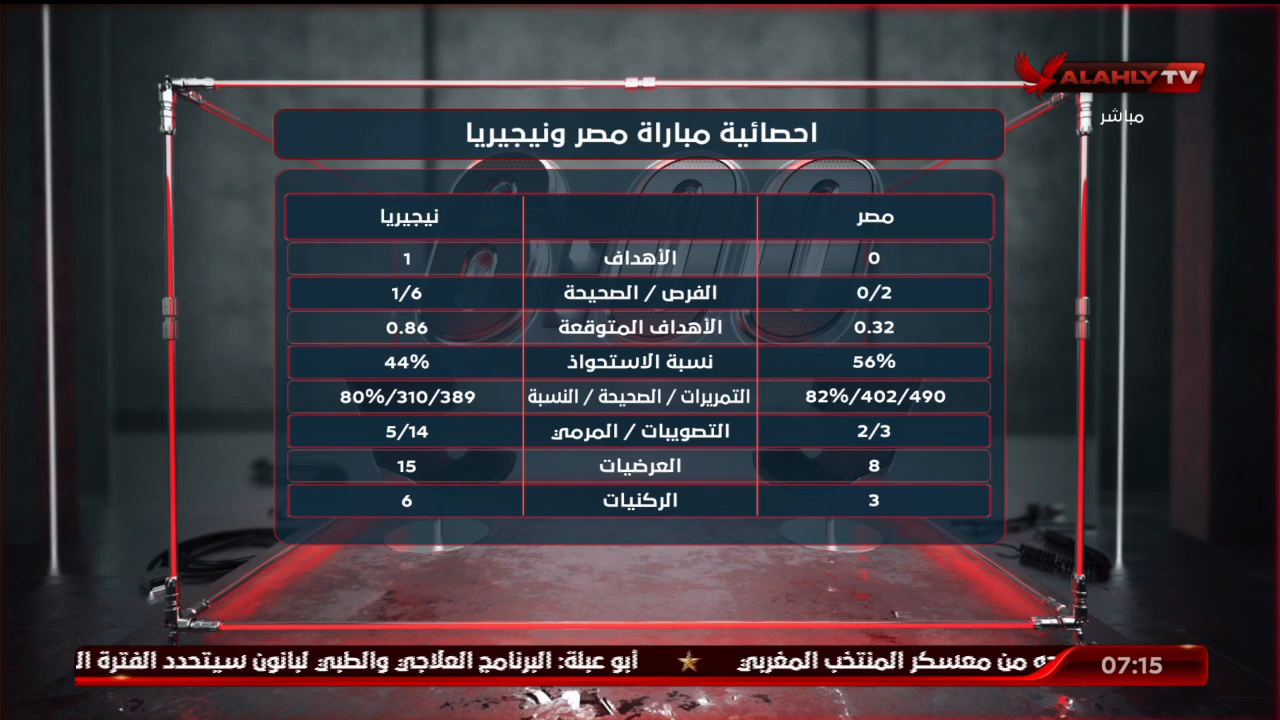 ALAHLY TV
مباشر
احصائية مباراة مصر ونيجيريا
مصر نيجيريا
0 الأهداف 1
0/2 الفرص / الصحيحة 1/6
0.32 الأهداف المتوقعة 0.86
56% نسبة الاستحواذ 44%
82%/402/490 التمريرات / الصحيحة / النسبة 80%/310/389
2/3 التصويبات / المرمي 5/14
8 العرضيات 15
3 الركنيات 6
من معسكر المنتخب المغربي ★ أبو عبلة: البرنامج العلاجي والطبي لبانون سيتحدد الفترة
07:15